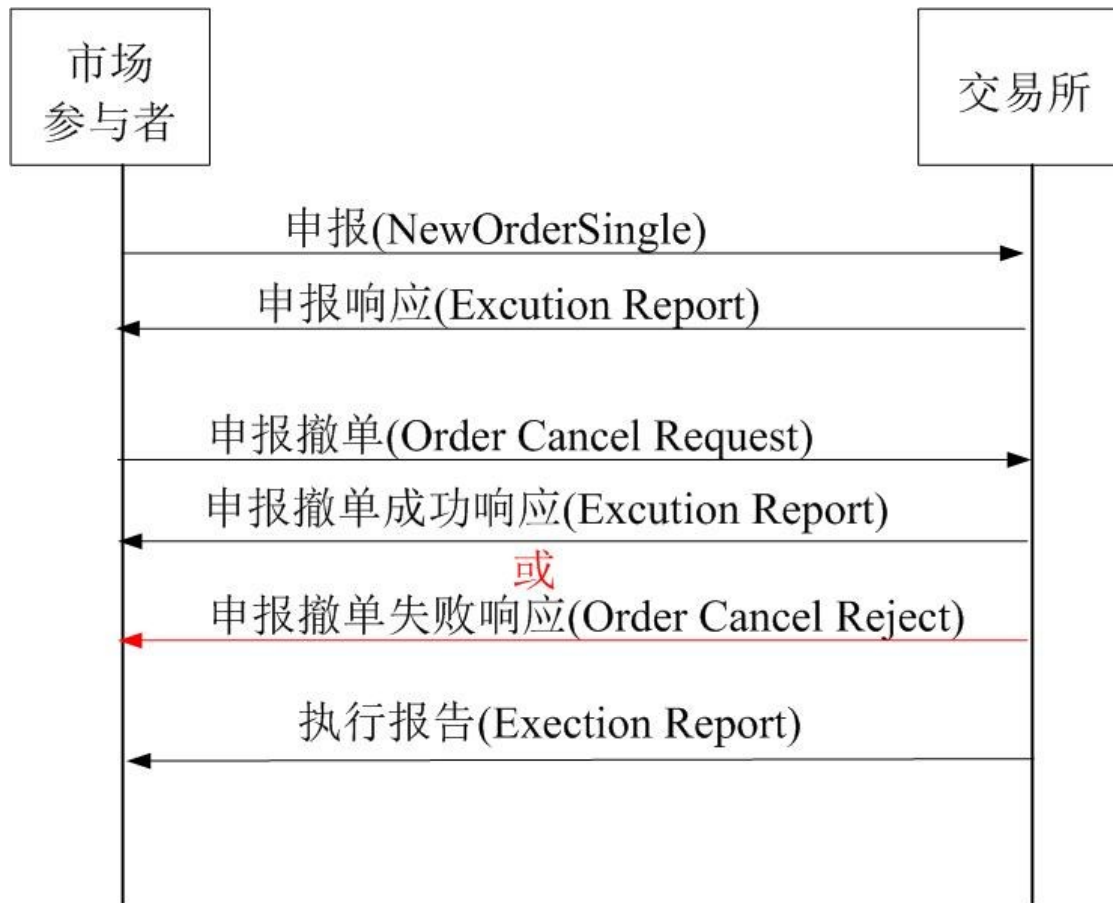 市场
参与者
交易所
申报(NewOrderSingle)
申报响应(Excution Report)
申报撤单(Order Cancel Request)
申报撤单成功响应(Excution Report)
或
申报撤单失败响应(Order Cancel Reject)
执行报告(Exection Report)